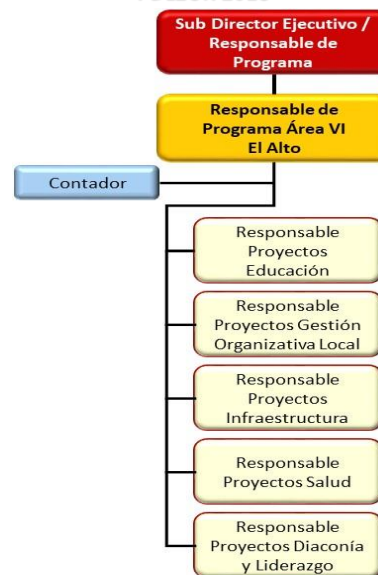 Sub Director Ejecutivo /
Responsable de
Programa
Responsable de
Programa Área VI
El Alto
Contador
Responsable
Proyectos
Educación
Responsable
Proyectos Gestión
Organizativa Local
Responsable
Proyectos
Infraestructura
Responsable
Proyectos Salud
Responsable
Proyectos Diaconía
y Liderazgo